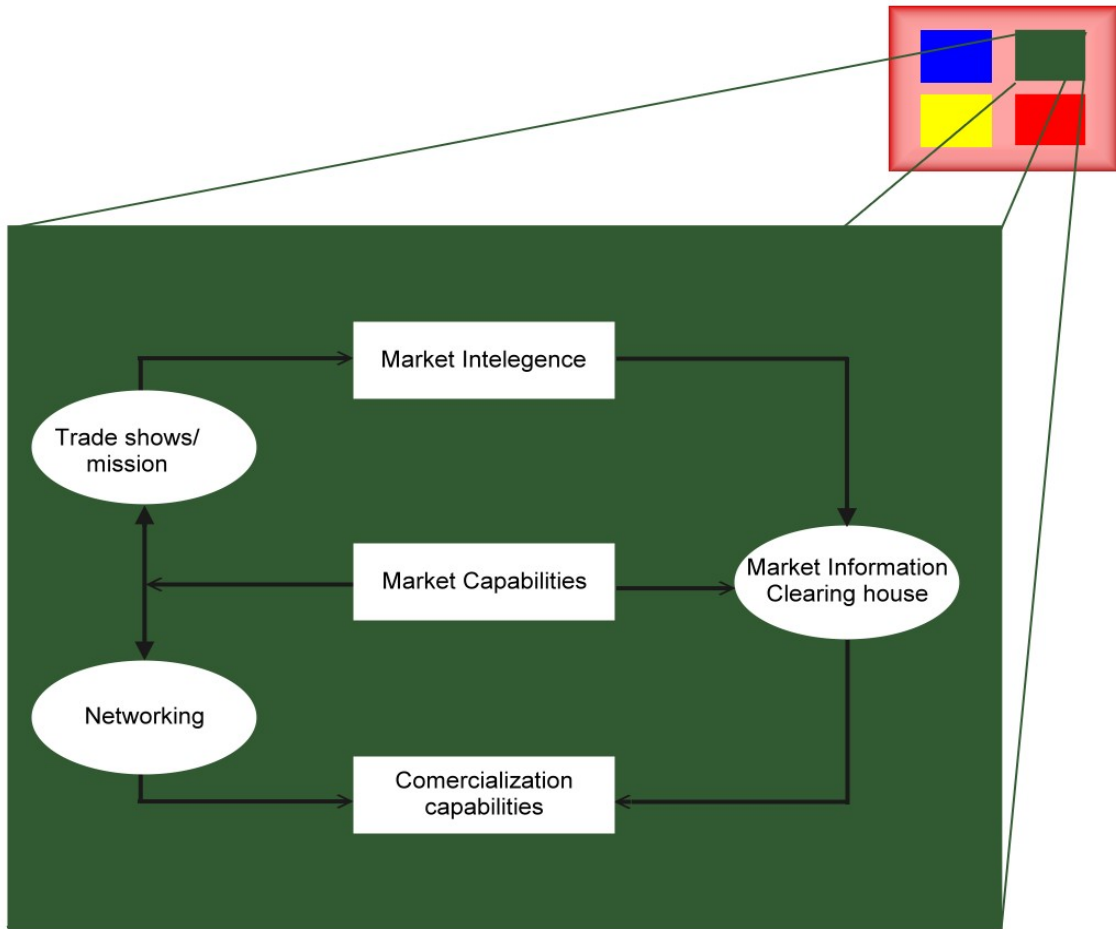 Market Intelegence
Trade shows/
mission
Market Capabilities
Market Information
Clearing house
Networking
Comercialization
capabilities